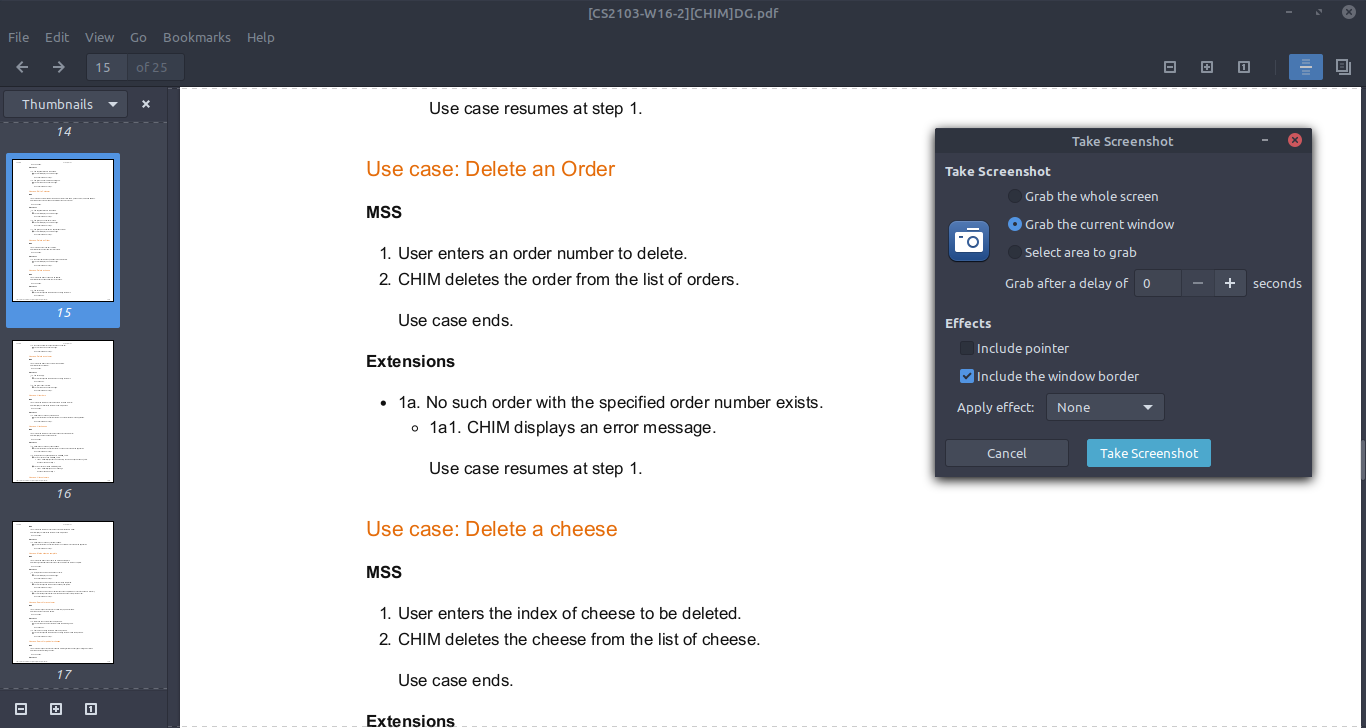 [CS2103-W16-2][CHIM]DG.pdf
File Edit View Go Bookmarks Help
15 of 25
Thumbnails
14
15
16
17
Use case resumes at step 1.
Use case: Delete an Order
MSS
1. User enters an order number to delete.
2. CHIM deletes the order from the list of orders.
Use case ends.
Extensions
• 1a. No such order with the specified order number exists.
○ 1a1. CHIM displays an error message.
Use case resumes at step 1.
Use case: Delete a cheese
MSS
1. User enters the index of cheese to be deleted.
2. CHIM deletes the cheese from the list of cheese.
Use case ends.
Extensions
Take Screenshot
Take Screenshot
Grab the whole screen
Grab the current window
Select area to grab
Grab after a delay of 0 seconds
Effects
Include pointer
Include the window border
Apply effect: None
Cancel Take Screenshot